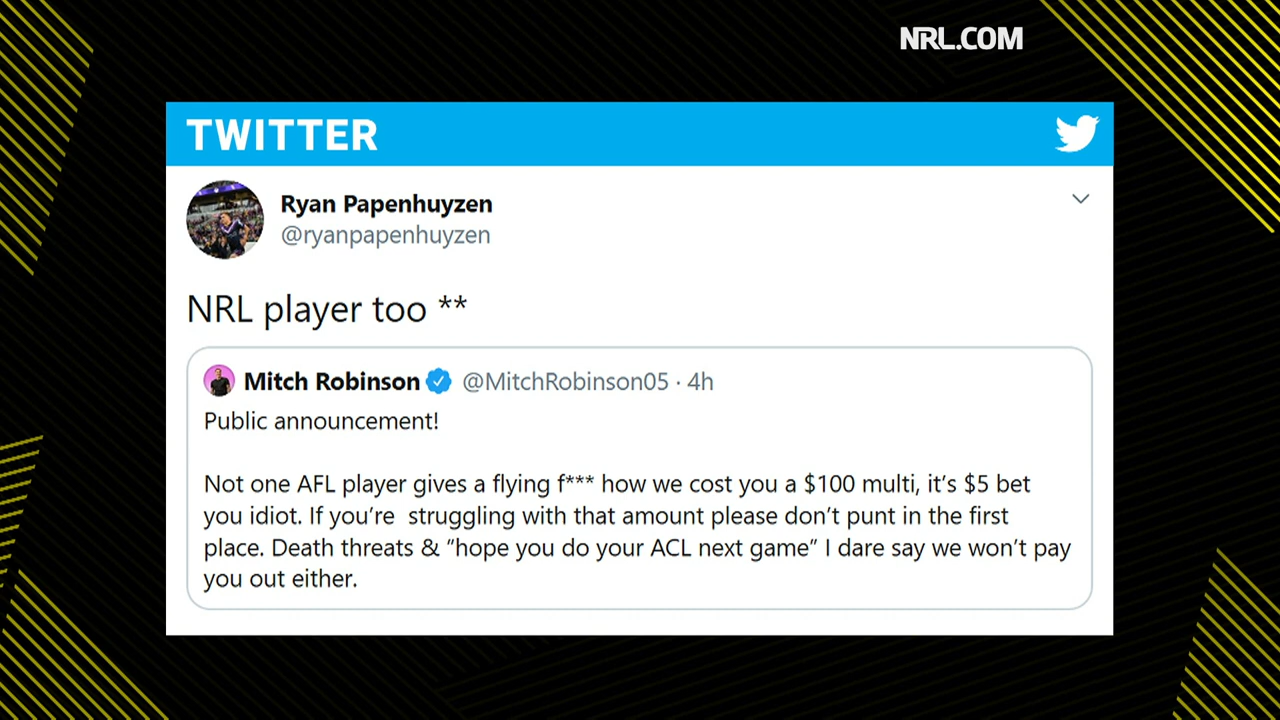 NRL.COM
TWITTER
Ryan Papenhuyzen
@ryanpapenhuyzen
NRL player too **
Mitch Robinson @MitchRobinson05 · 4h
Public announcement!
Not one AFL player gives a flying f*** how we cost you a $100 multi, it’s $5 bet
you idiot. If you’re  struggling with that amount please don’t punt in the first
place. Death threats & ”hope you do your ACL next game” I dare say we won’t pay
you out either.